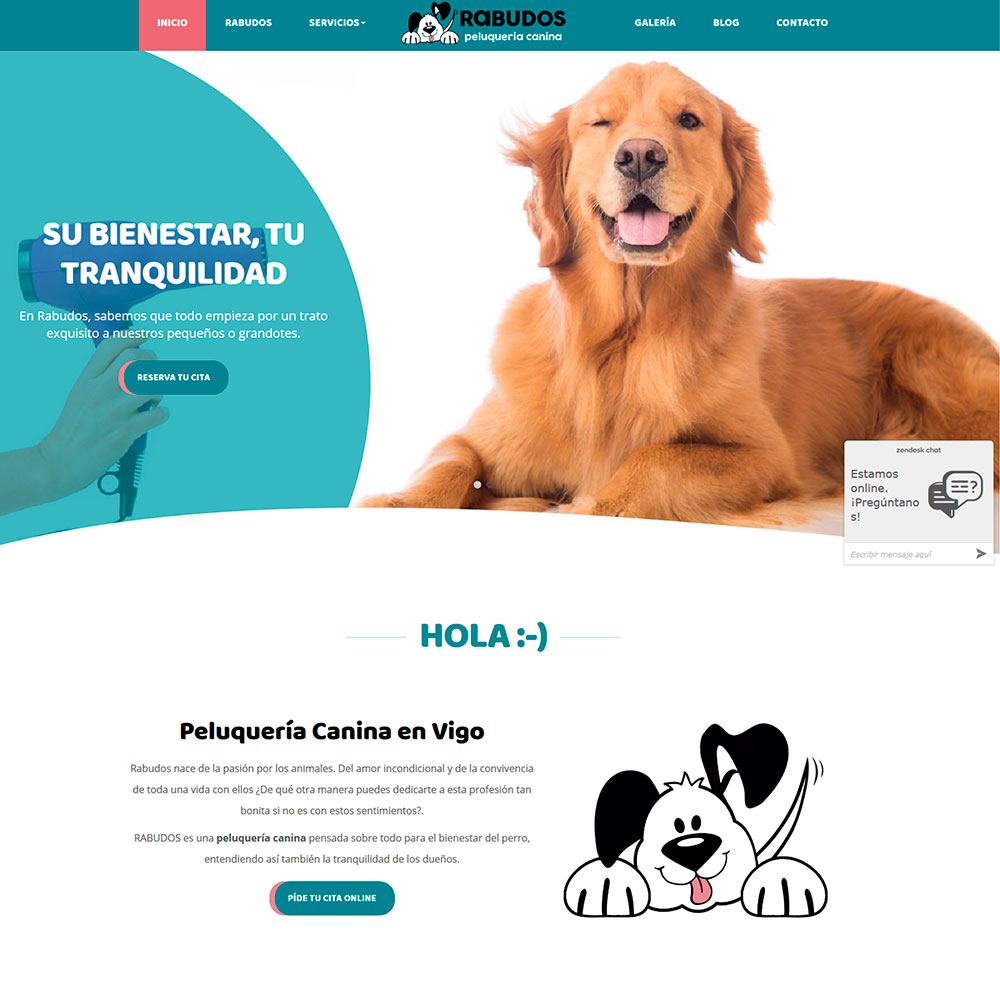 INICIO
RABUDOS
SERVICIOS
RABUDOS
peluquería canina
GALERÍA
BLOG
CONTACTO
SU BIENESTAR, TU
TRANQUILIDAD
En Rabudos, sabemos que todo empieza por un trato
exquisito a nuestros pequeños o grandotes.
RESERVA TU CITA
zendesk chat
Estamos
online.
¡Pregúntano
s!
Escribir mensaje aquí
HOLA :-)
Peluquería Canina en Vigo
Rabudos nace de la pasión por los animales. Del amor incondicional y de la convivencia
de toda una vida con ellos ¿De qué otra manera puedes dedicarte a esta profesión tan
bonita si no es con estos sentimientos?.
RABUDOS es una peluquería canina pensada sobre todo para el bienestar del perro,
entendiendo así también la tranquilidad de los dueños.
PÍDE TU CITA ONLINE